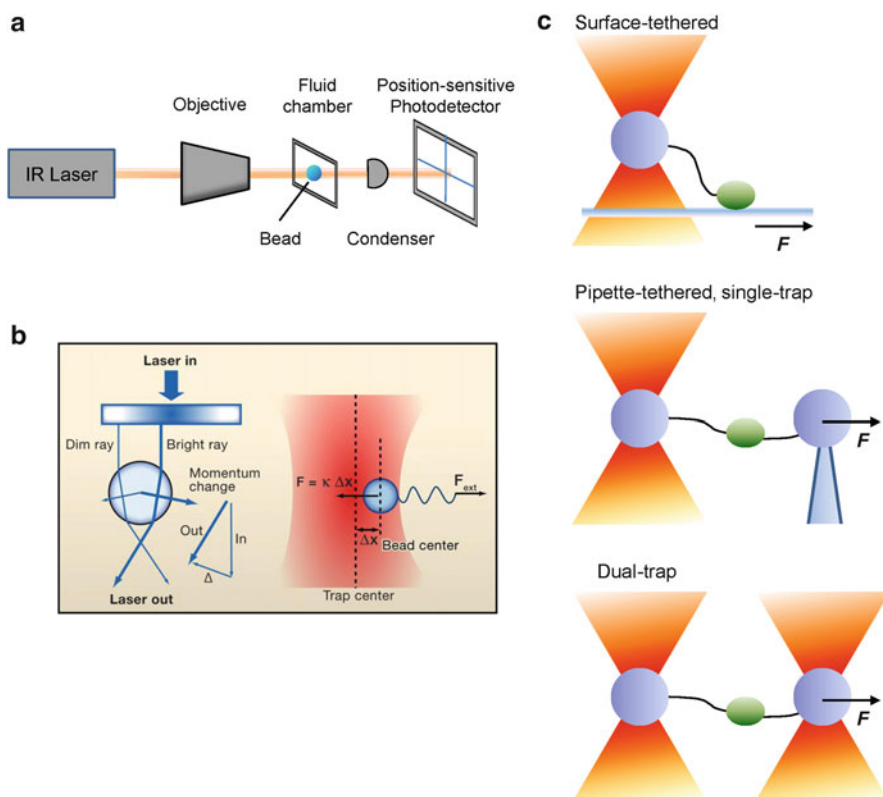 a
Objective
Fluid
chamber
Position-sensitive
Photodetector
IR Laser
Bead
Condenser
b
Laser in
Dim ray
Bright ray
Momentum
change
Out
In
Δ
Laser out
F = κ Δx
F ext
Δx
Bead center
Trap center
c
Surface-tethered
F
Pipette-tethered, single-trap
F
Dual-trap
F